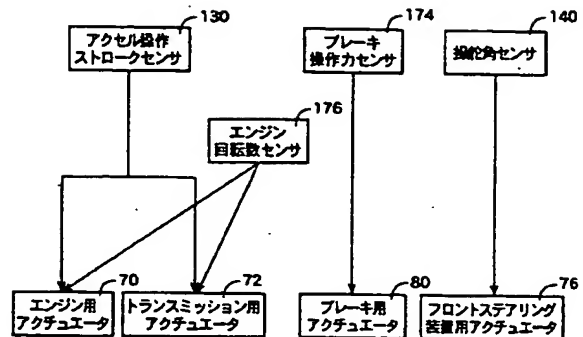 130
アクセル操作
ストロークセンサ
174
ブレーキ
操作力センサ
140
操舵角センサ
176
エンジン
回転数センサ
70
エンジン用
アクチュエータ
72
トランスミッション用
アクチュエータ
80
ブレーキ用
アクチュエータ
76
フロントステアリング
装置用アクチュエータ